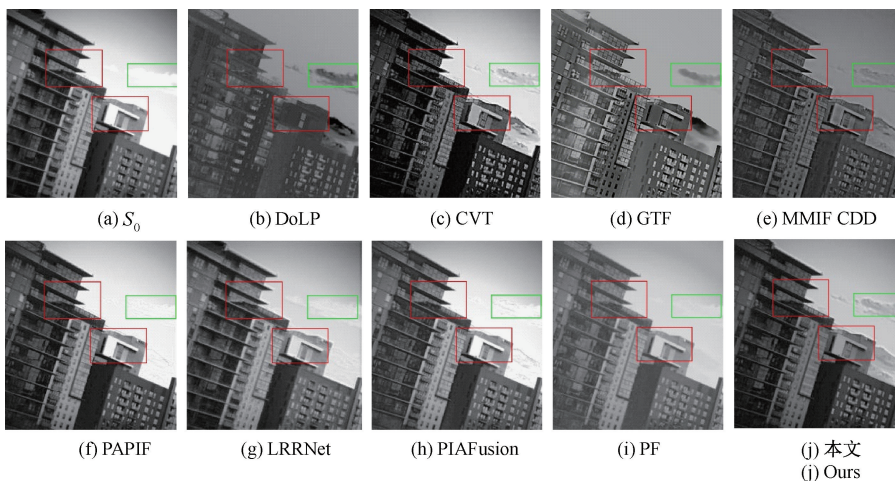 (a) S₀
(b) DoLP
(c) CVT
(d) GTF
(e) MMIF CDD
(f) PAPIF
(g) LRRNet
(h) PIAFusion
(i) PF
(j) 本文
(j) Ours